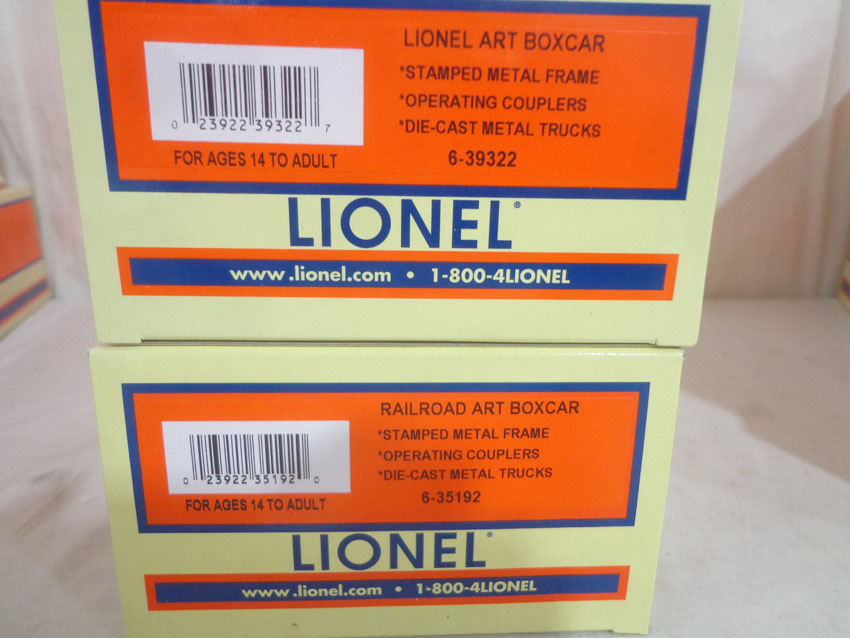 LIONEL ART BOXCAR
*STAMPED METAL FRAME
*OPERATING COUPLERS
*DIE-CAST METAL TRUCKS
6-39322
0 23922 39322 7
FOR AGES 14 TO ADULT
LIONEL®
www.lionel.com • 1-800-4LIONEL
RAILROAD ART BOXCAR
*STAMPED METAL FRAME
*OPERATING COUPLERS
*DIE-CAST METAL TRUCKS
6-35192
0 23922 35192 0
FOR AGES 14 TO ADULT
LIONEL®
www.lionel.com • 1-800-4LIONEL